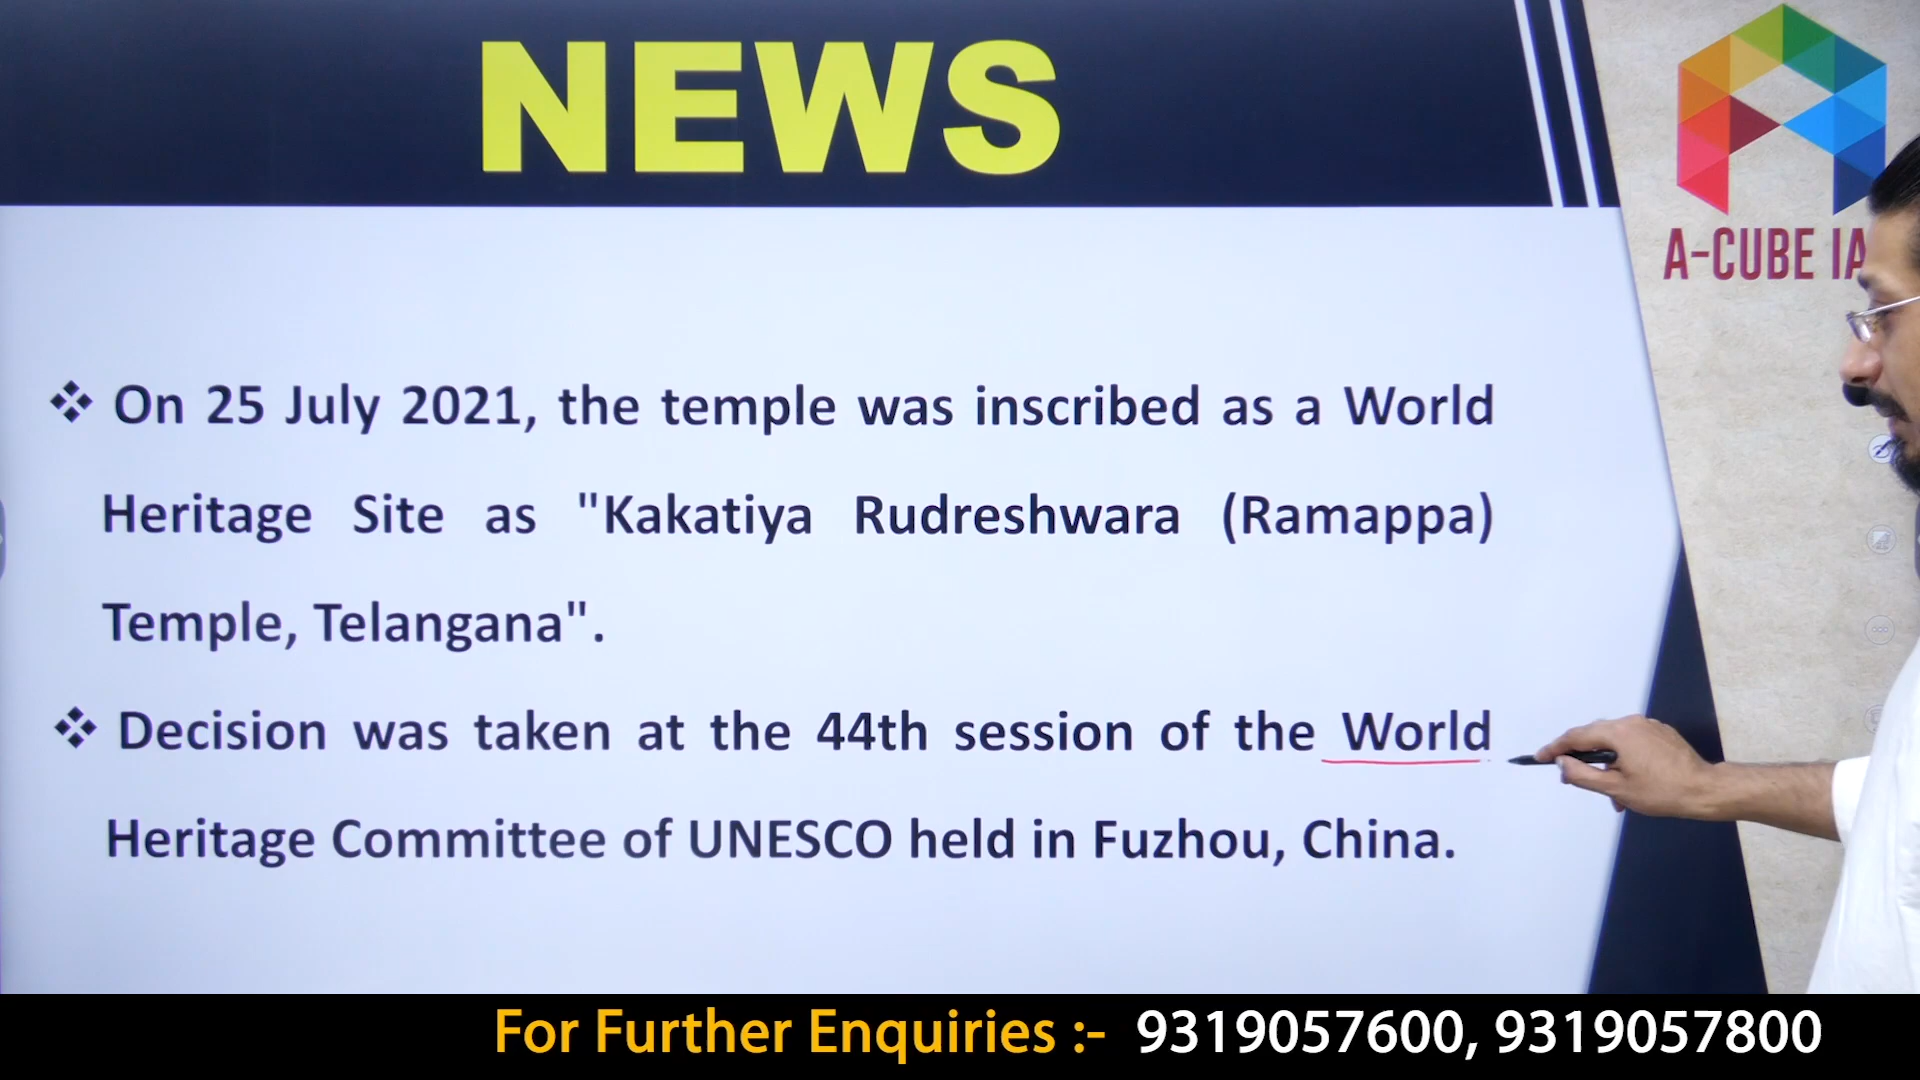 NEWS
A-CUBE IA
❖ On 25 July 2021, the temple was inscribed as a World
Heritage Site as "Kakatiya Rudreshwara (Ramappa)
Temple, Telangana".
❖ Decision was taken at the 44th session of the World
Heritage Committee of UNESCO held in Fuzhou, China.
For Further Enquiries :- 9319057600, 9319057800